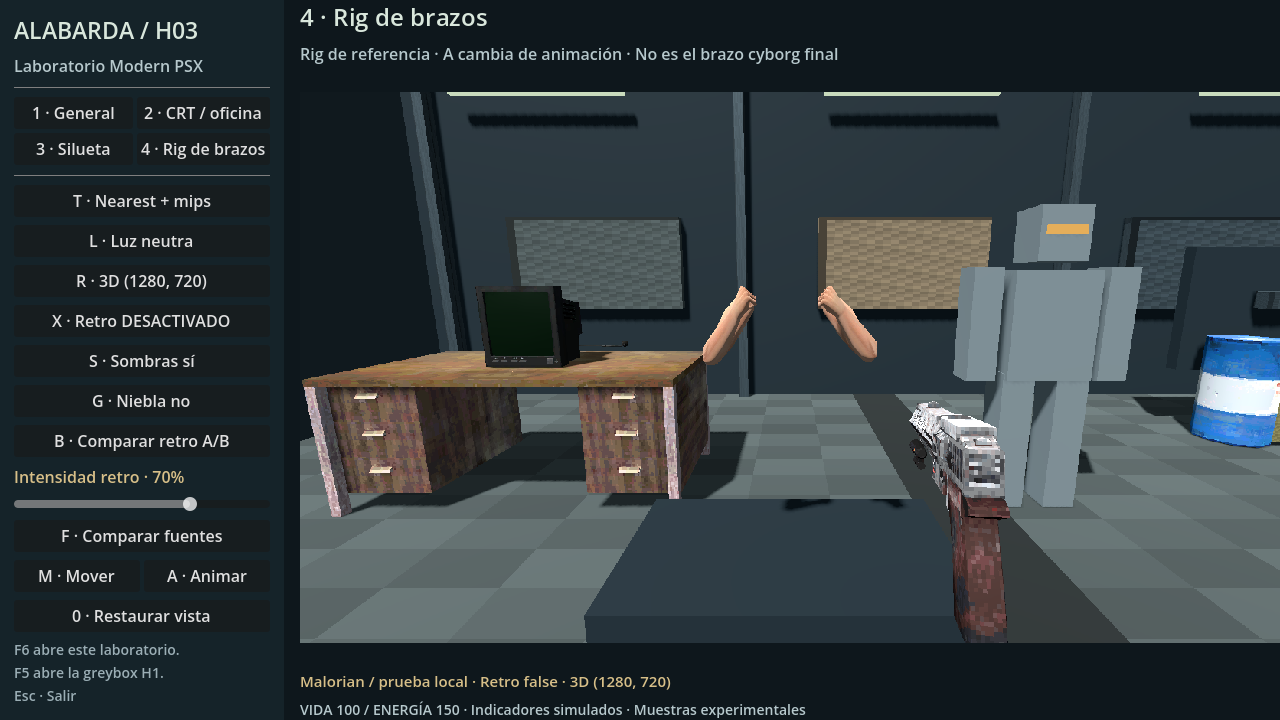 ALABARDA / H03
Laboratorio Modern PSX
1 · General
2 · CRT / oficina
3 · Silueta
4 · Rig de brazos
T · Nearest + mips
L · Luz neutra
R · 3D (1280, 720)
X · Retro DESACTIVADO
S · Sombras sí
G · Niebla no
B · Comparar retro A/B
Intensidad retro · 70%
F · Comparar fuentes
M · Mover
A · Animar
0 · Restaurar vista
F6 abre este laboratorio.
F5 abre la greybox H1.
Esc · Salir
4 · Rig de brazos
Rig de referencia · A cambia de animación · No es el brazo cyborg final
Malorian / prueba local · Retro false · 3D (1280, 720)
VIDA 100 / ENERGÍA 150 · Indicadores simulados · Muestras experimentales